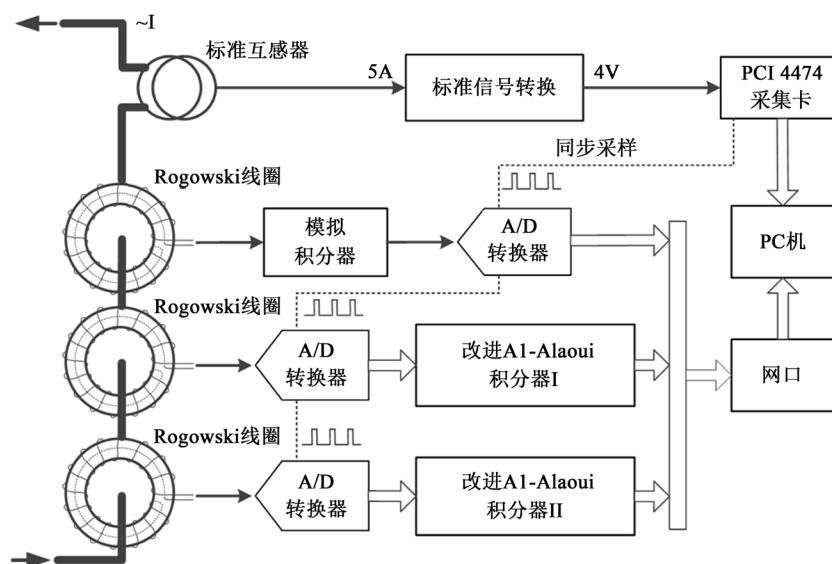 ~I
标准互感器
5A
标准信号转换
4V
PCI 4474
采集卡
同步采样
Rogowski线圈
模拟
积分器
A/D
转换器
PC机
Rogowski线圈
A/D
转换器
改进A1-Alaoui
积分器I
网口
Rogowski线圈
A/D
转换器
改进A1-Alaoui
积分器II